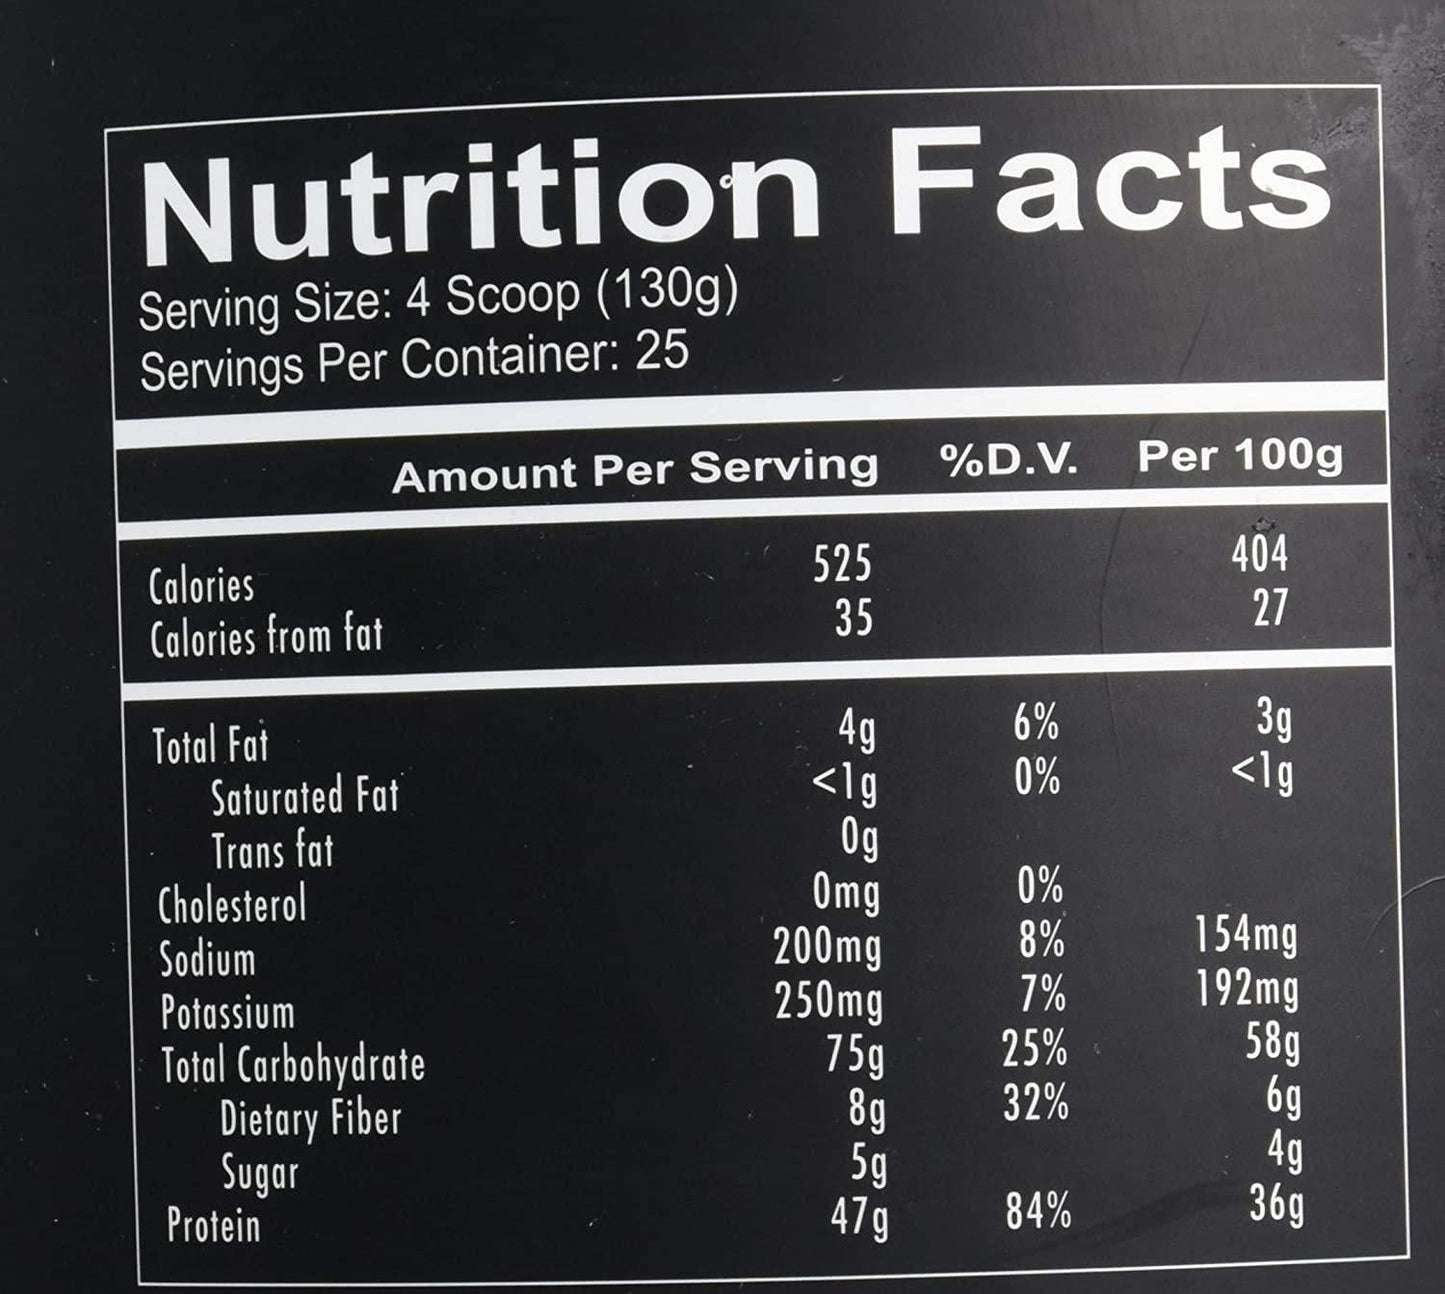 Nutrition Facts
Serving Size: 4 Scoop (130g)
Servings Per Container: 25
Amount Per Serving %D.V. Per 100g
Calories 525 404
Calories from fat 35 27
Total Fat 4g 6% 3g
Saturated Fat <1g 0% <1g
Trans fat 0g
Cholesterol 0mg 0%
Sodium 200mg 8% 154mg
Potassium 250mg 7% 192mg
Total Carbohydrate 75g 25% 58g
Dietary Fiber 8g 32% 6g
Sugar 5g 4g
Protein 47g 84% 36g